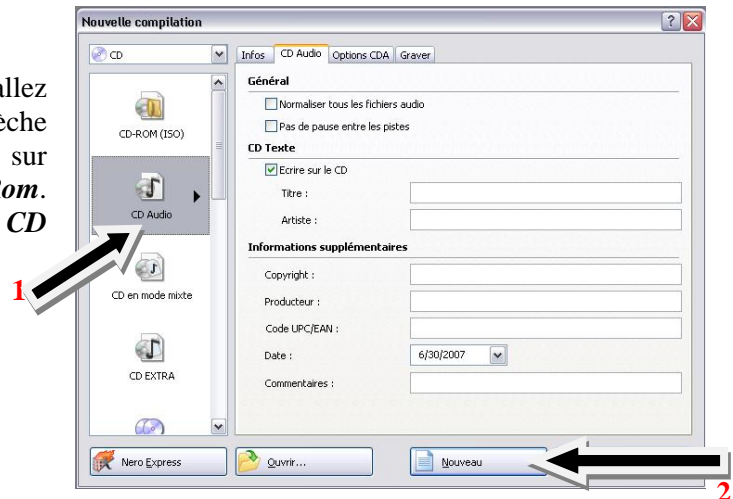 Nouvelle compilation
CD
Infos CD Audio Options CDA Graver
allez
èche
sur
om.
CD
1
CD-ROM (ISO)
CD Audio
CD en mode mixte
CD EXTRA
Général
Normaliser tous les fichiers audio
Pas de pause entre les pistes
CD Texte
Ecrire sur le CD
Titre :
Artiste :
Informations supplémentaires
Copyright :
Producteur :
Code UPC/EAN :
Date : 6/30/2007
Commentaires :
Nero Express Ouvrir... Nouveau
2